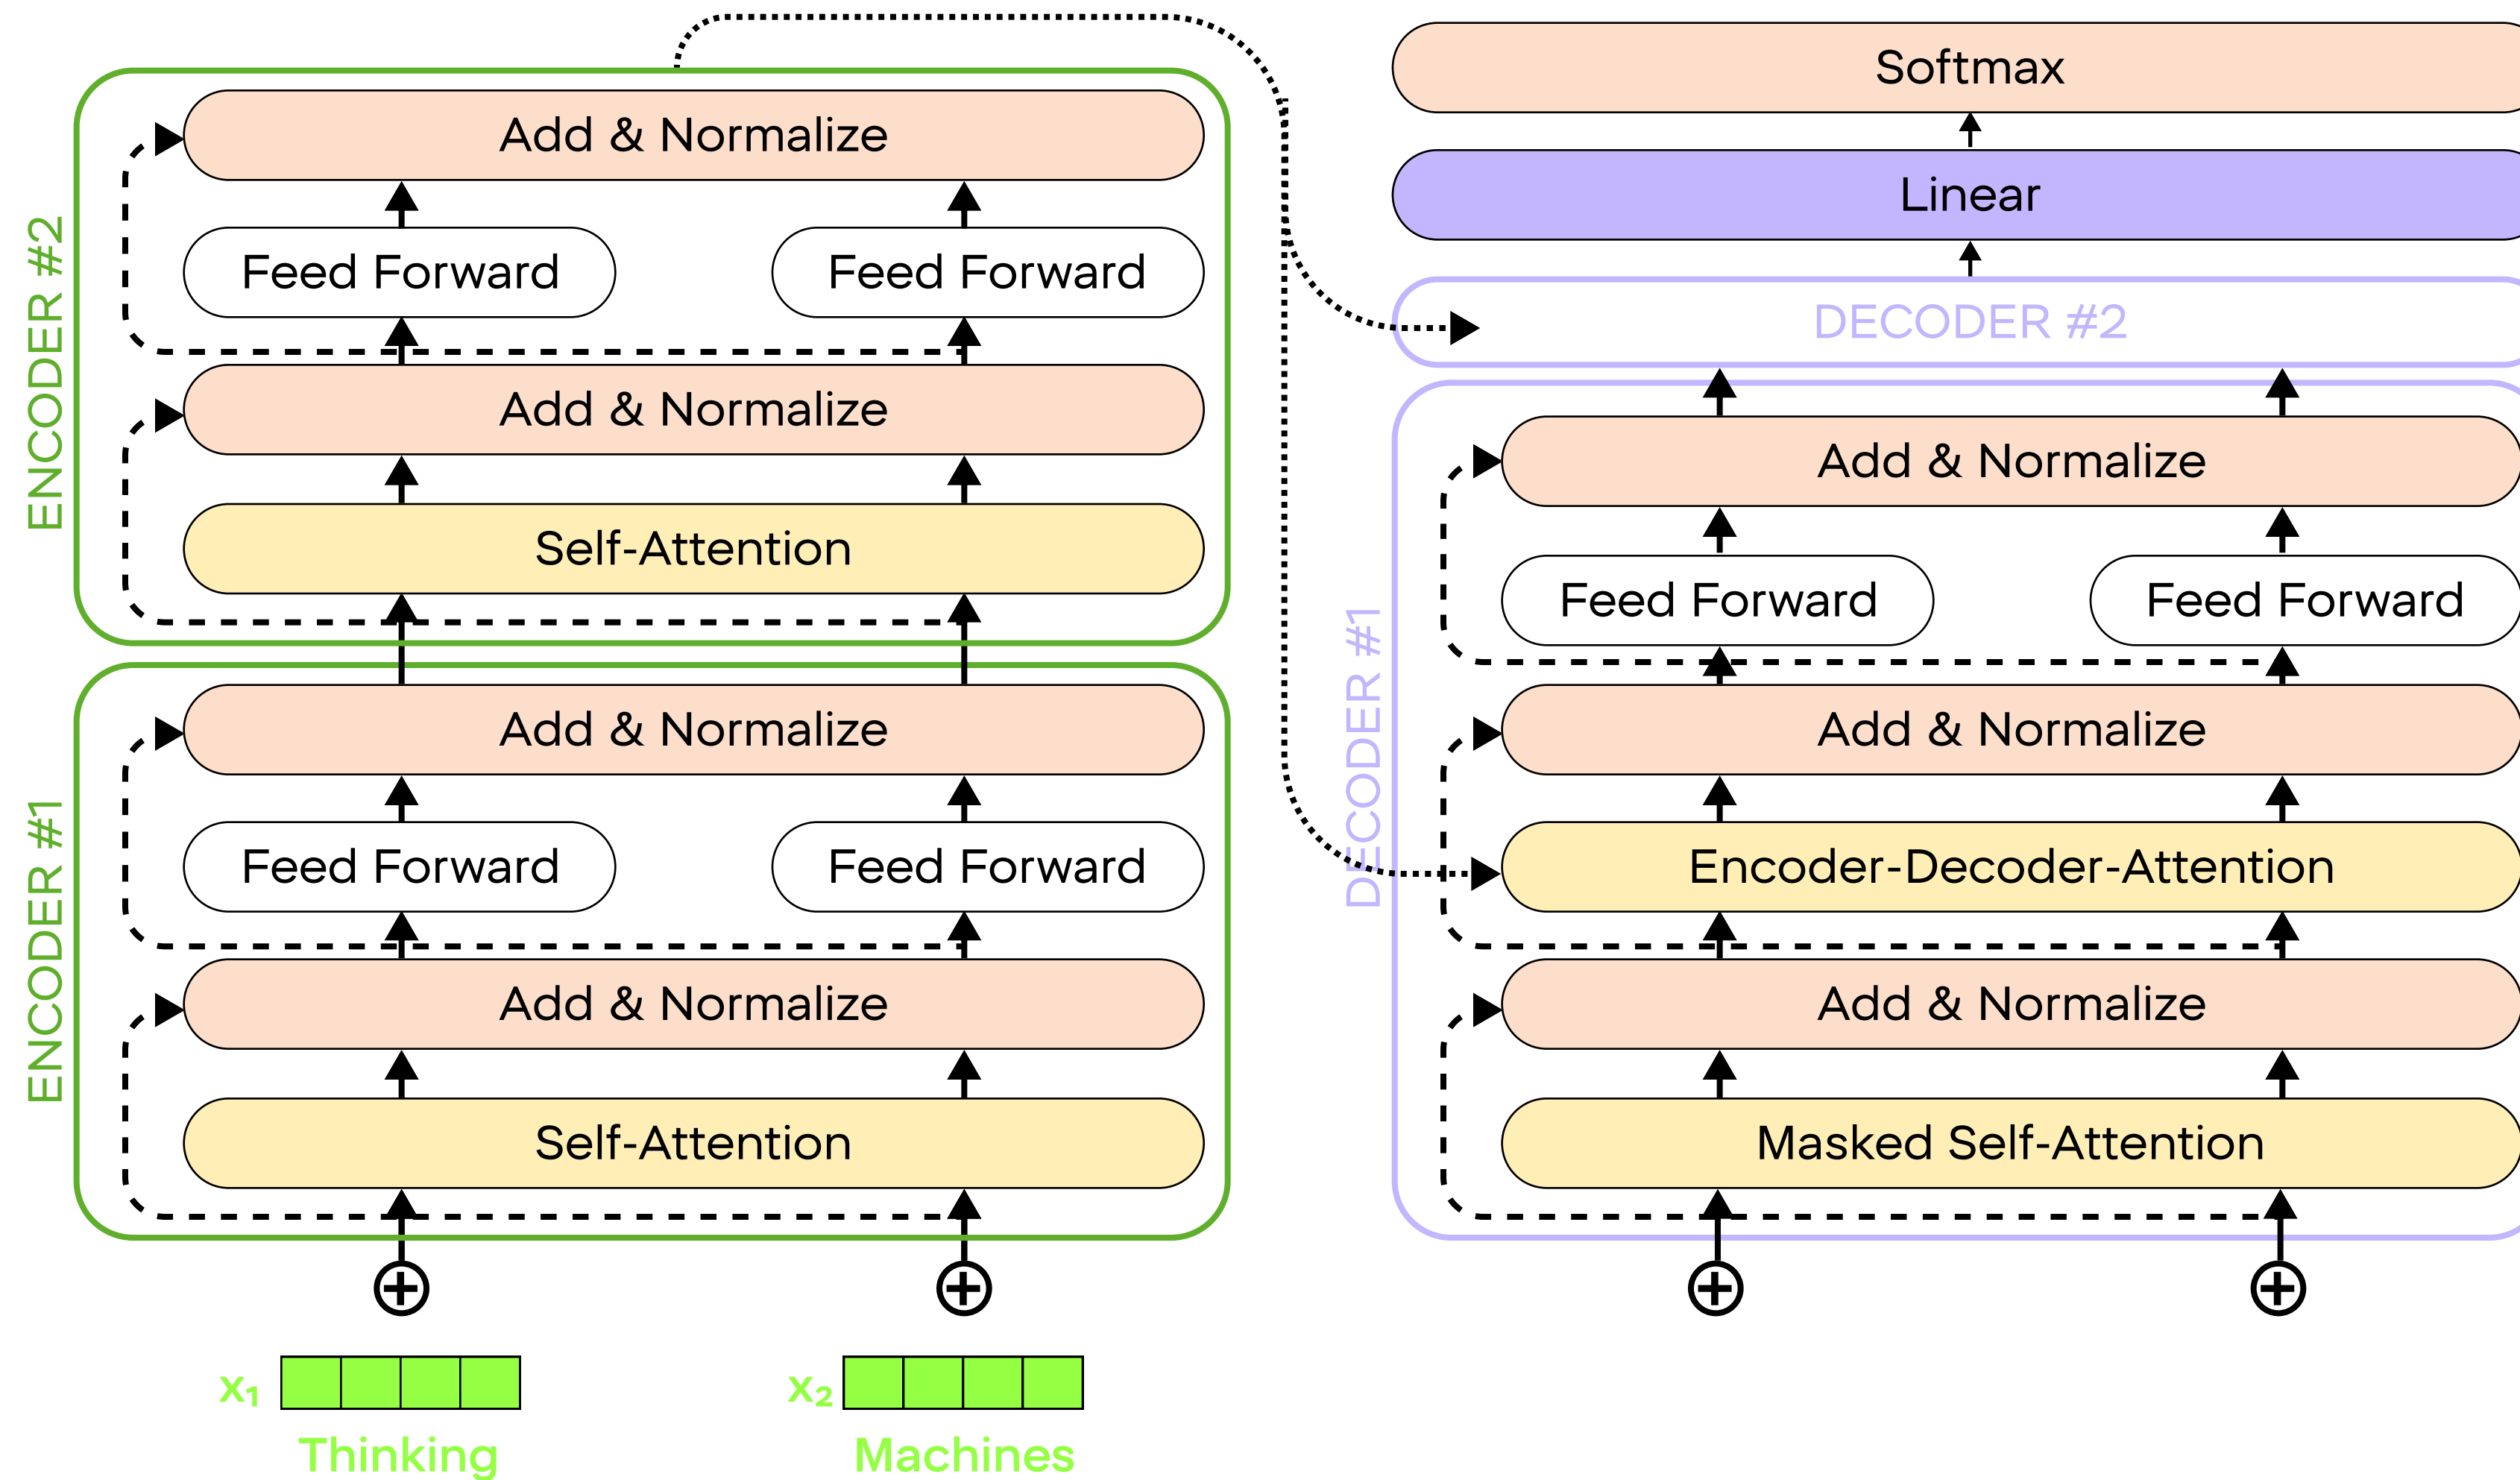 ENCODER #2
Add & Normalize
Feed Forward
Feed Forward
Add & Normalize
Self-Attention
ENCODER #1
Add & Normalize
Feed Forward
Feed Forward
Add & Normalize
Self-Attention
x₁
x₂
Thinking
Machines
Softmax
Linear
DECODER #2
DECODER #1
Add & Normalize
Feed Forward
Feed Forward
Add & Normalize
Encoder-Decoder-Attention
Add & Normalize
Masked Self-Attention